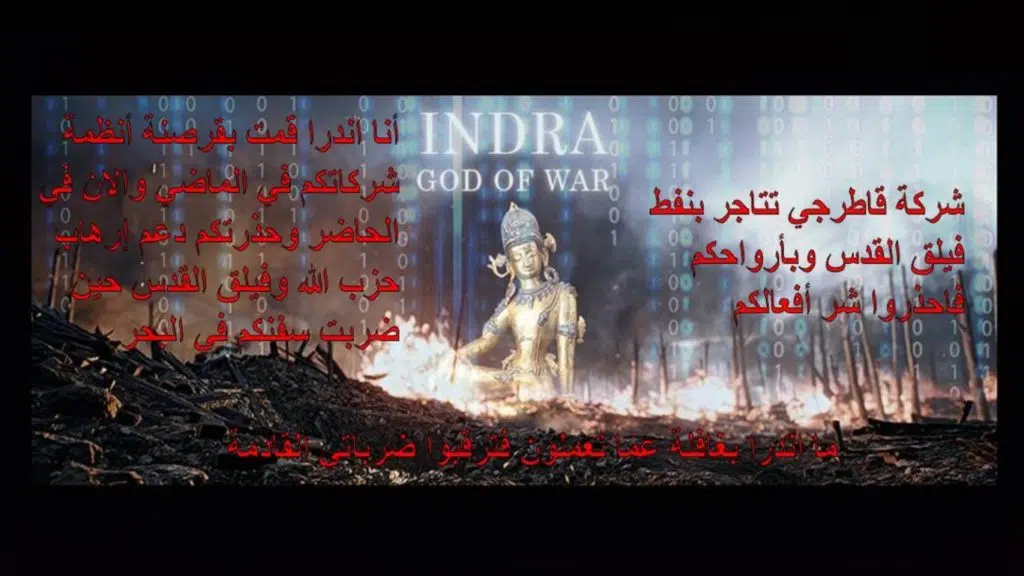 أنا اندرا قمت بقرصنة أنظمة
شركاتكم في الماضي والان في
الحاضر وحذرتكم دعم إرهاب
حزب الله وفيلق القدس حين
ضربت سفنكم في البحر
INDRA
GOD OF WAR
شركة قاطرجي تتاجر بنفط
فيلق القدس وبأرواحكم
فاحذروا شر أفعالكم
ما اندرا بغافلة عما تعملون فترقبوا ضرباتي القادمة